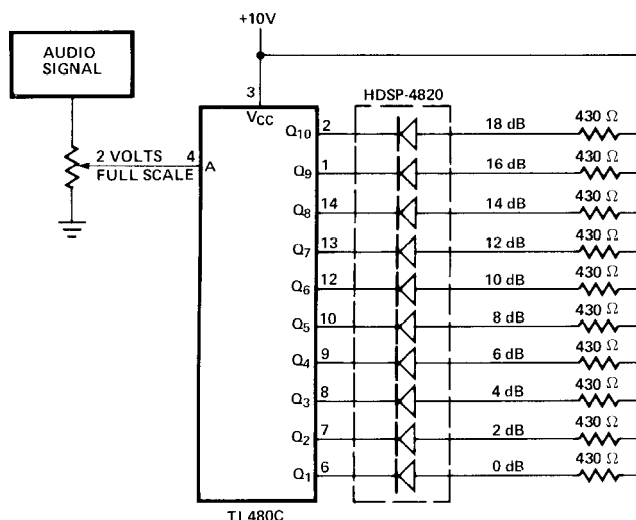 +10V
AUDIO
SIGNAL
3
HDSP-4820
VCC
2 VOLTS 4
FULL SCALE
A
Q10 2 18 dB 430 Ω
Q9 1 16 dB 430 Ω
Q8 14 14 dB 430 Ω
Q7 13 12 dB 430 Ω
Q6 12 10 dB 430 Ω
Q5 10 8 dB 430 Ω
Q4 9 6 dB 430 Ω
Q3 8 4 dB 430 Ω
Q2 7 2 dB 430 Ω
Q1 6 0 dB 430 Ω
TL480C